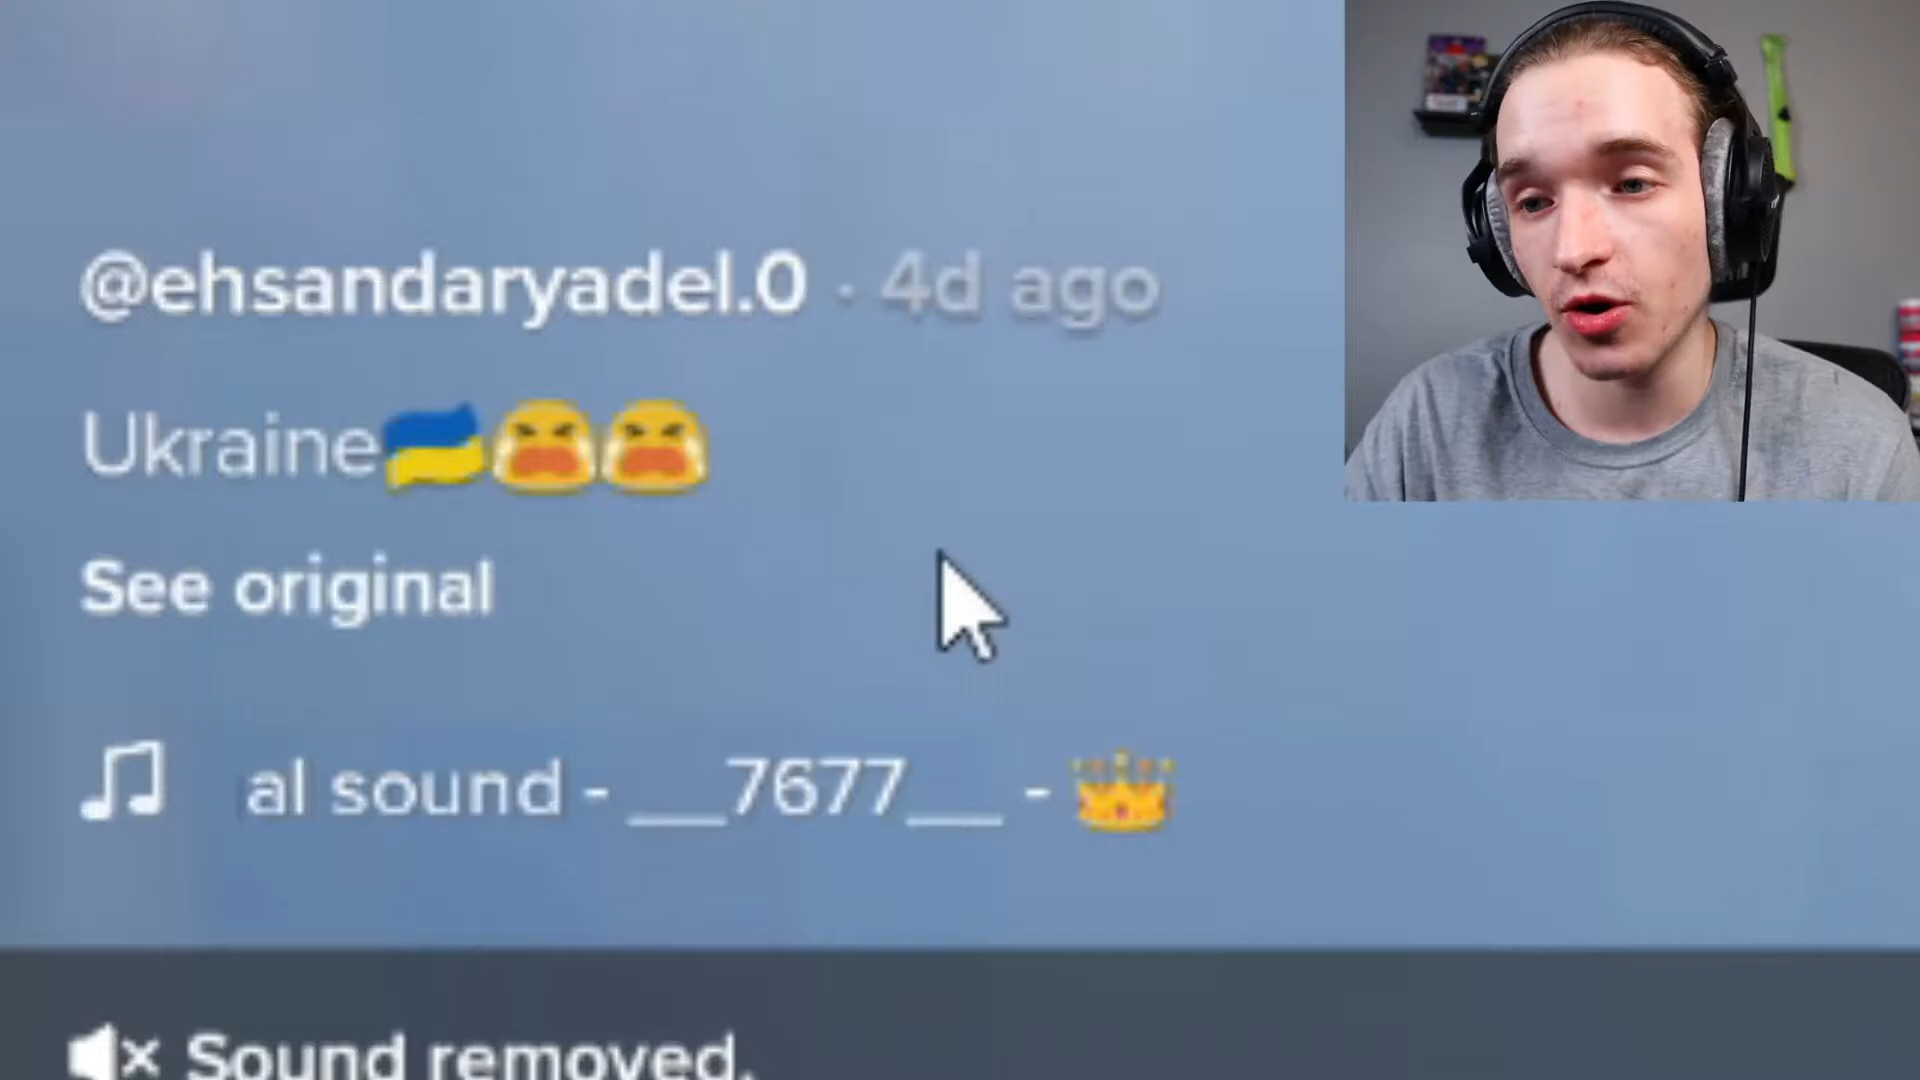 @ehsandaryadel.0 · 4d ago
Ukraine🇺🇦😭😭
See original
al sound - __7677__ - 👑
Sound removed.